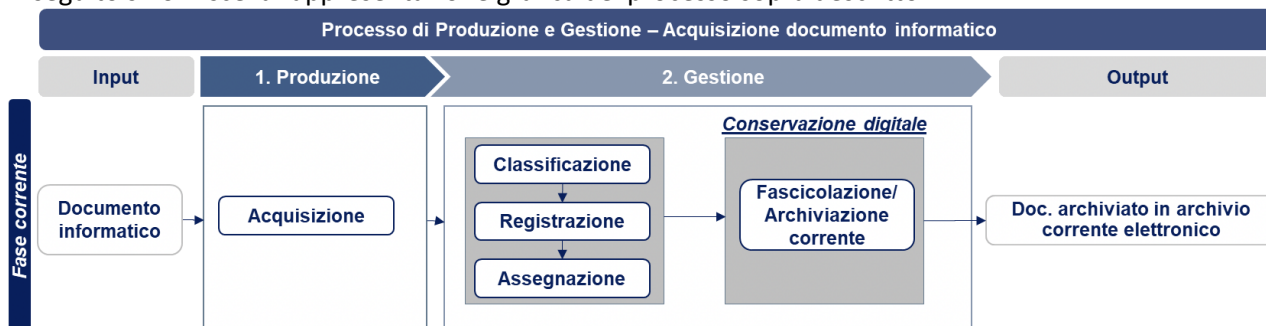 Processo di Produzione e Gestione – Acquisizione documento informatico
Input
1. Produzione
2. Gestione
Output
Fase corrente
Documento
informatico
Acquisizione
Classificazione
Registrazione
Assegnazione
Conservazione digitale
Fascicolazione/
Archiviazione
corrente
Doc. archiviato in archivio
corrente elettronico